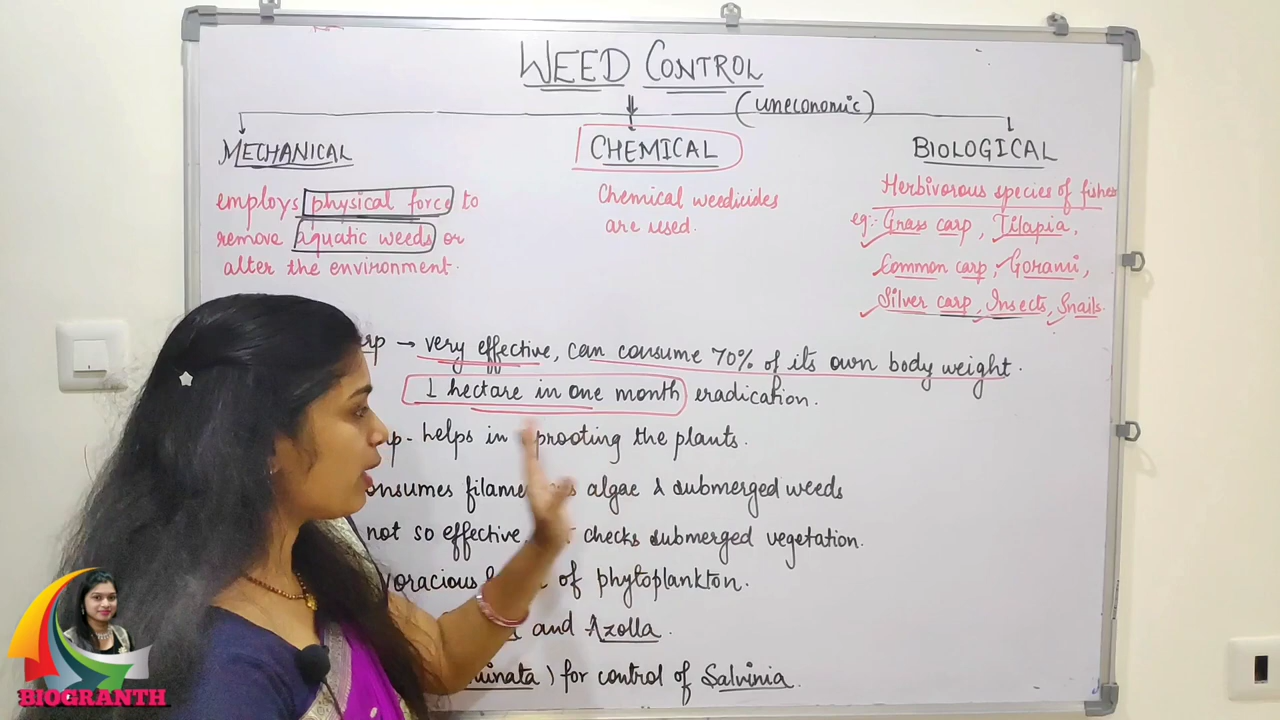 WEED CONTROL
(uneconomic)
MECHANICAL
employs physical force to
remove aquatic weeds or
alter the environment.
CHEMICAL
Chemical weedicides
are used.
BIOLOGICAL
Herbivorous species of fishes
eg:- Grass carp, Tilapia,
Common carp, Gorami,
Silver carp, Insects, Snails.
→ very effective, can consume 70% of its own body weight.
1 hectare in one month eradication.
helps in the plants.
algae & submerged weeds
not so effective checks submerged vegetation.
voracious of phytoplankton.
and Azolla.
) for control of Salvinia.
BIOGRANTH